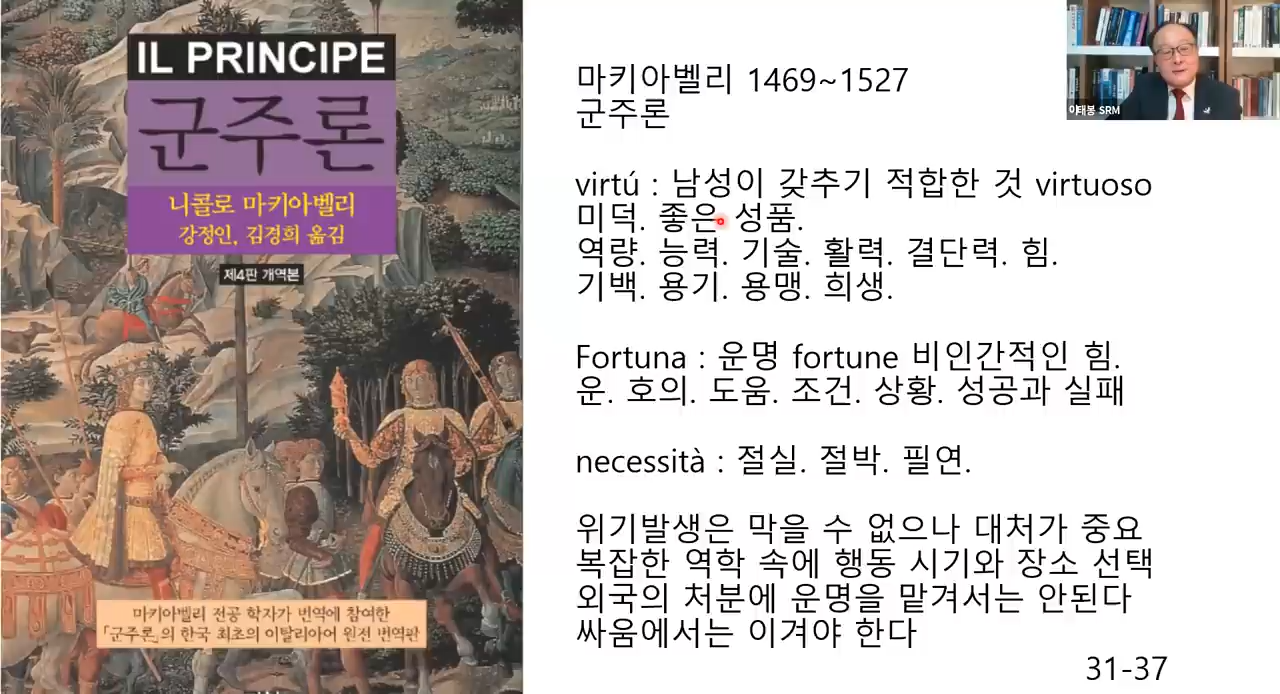 IL PRINCIPE
군주론
니콜로 마키아벨리
강정인, 김경희 옮김
제4판 개역본
마키아벨리 전공 학자가 번역에 참여한
「군주론」의 한국 최초의 이탈리아어 원전 번역판
마키아벨리 1469~1527
군주론
virtú : 남성이 갖추기 적합한 것 virtuoso
미덕. 좋은 성품.
역량. 능력. 기술. 활력. 결단력. 힘.
기백. 용기. 용맹. 희생.
Fortuna : 운명 fortune 비인간적인 힘.
운. 호의. 도움. 조건. 상황. 성공과 실패
necessità : 절실. 절박. 필연.
위기발생은 막을 수 없으나 대처가 중요
복잡한 역학 속에 행동 시기와 장소 선택
외국의 처분에 운명을 맡겨서는 안된다
싸움에서는 이겨야 한다
31-37
이태봉 SRM